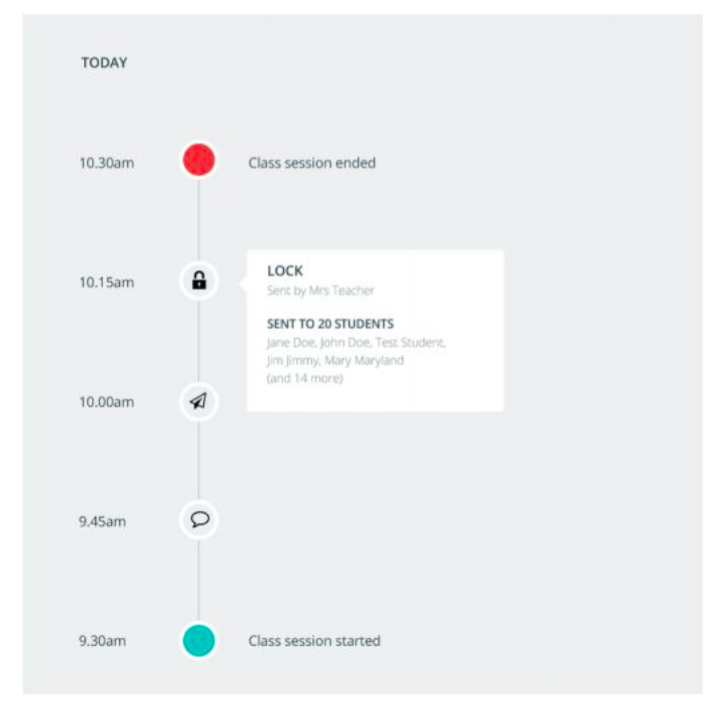 TODAY
10.30am Class session ended
10.15am
LOCK
Sent by Mrs Teacher
SENT TO 20 STUDENTS
Jane Doe, John Doe, Test Student,
Jim Jimmy, Mary Maryland
(and 14 more)
10.00am
9.45am
9.30am Class session started